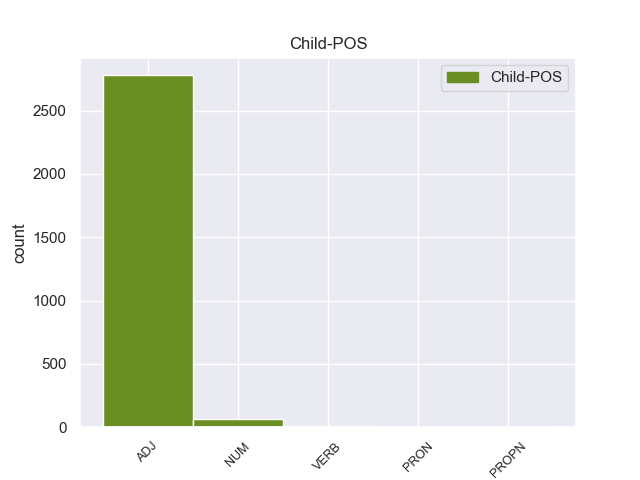 Child-POS
Child-POS
2500
2000
1500
1000
500
0
count
ADJ
NUM
VERB
PRON
PROPN